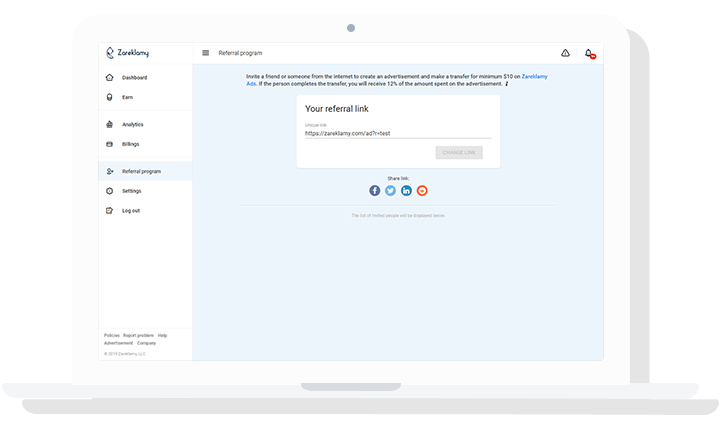 Zareklamy
Referral program
Dashboard
Earn
Analytics
Billings
Referral program
Settings
Log out
Policies Report problem Help
Advertisement Company
© 2019 Zareklamy, LLC
Invite a friend or someone from the internet to create an advertisement and make a transfer for minimum $10 on Zareklamy
Ads. If the person completes the transfer, you will receive 12% of the amount spent on the advertisement.
Your referral link
Unique link
https://zareklamy.com/ad?r=test
CHANGE LINK
Share link:
The list of invited people will be displayed below.